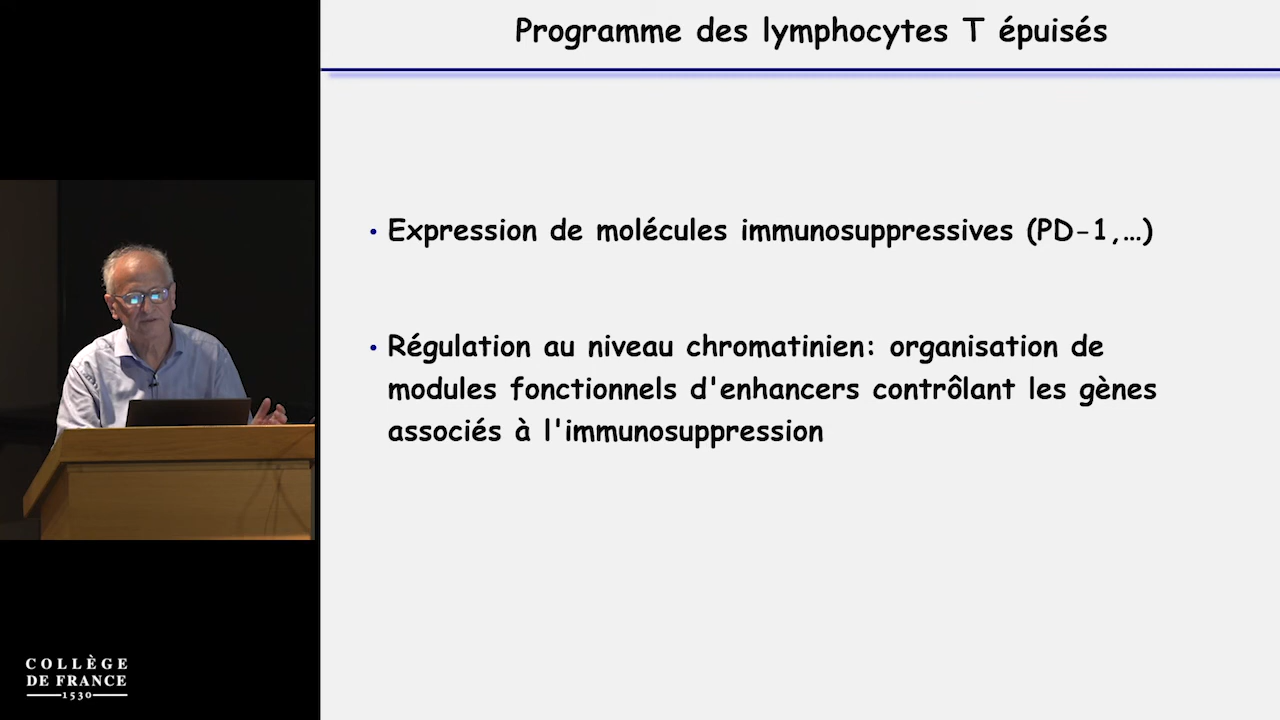 Programme des lymphocytes T épuisés
• Expression de molécules immunosuppressives (PD-1,…)
• Régulation au niveau chromatinien: organisation de
modules fonctionnels d'enhancers contrôlant les gènes
associés à l'immunosuppression
COLLÈGE
DE FRANCE
1530